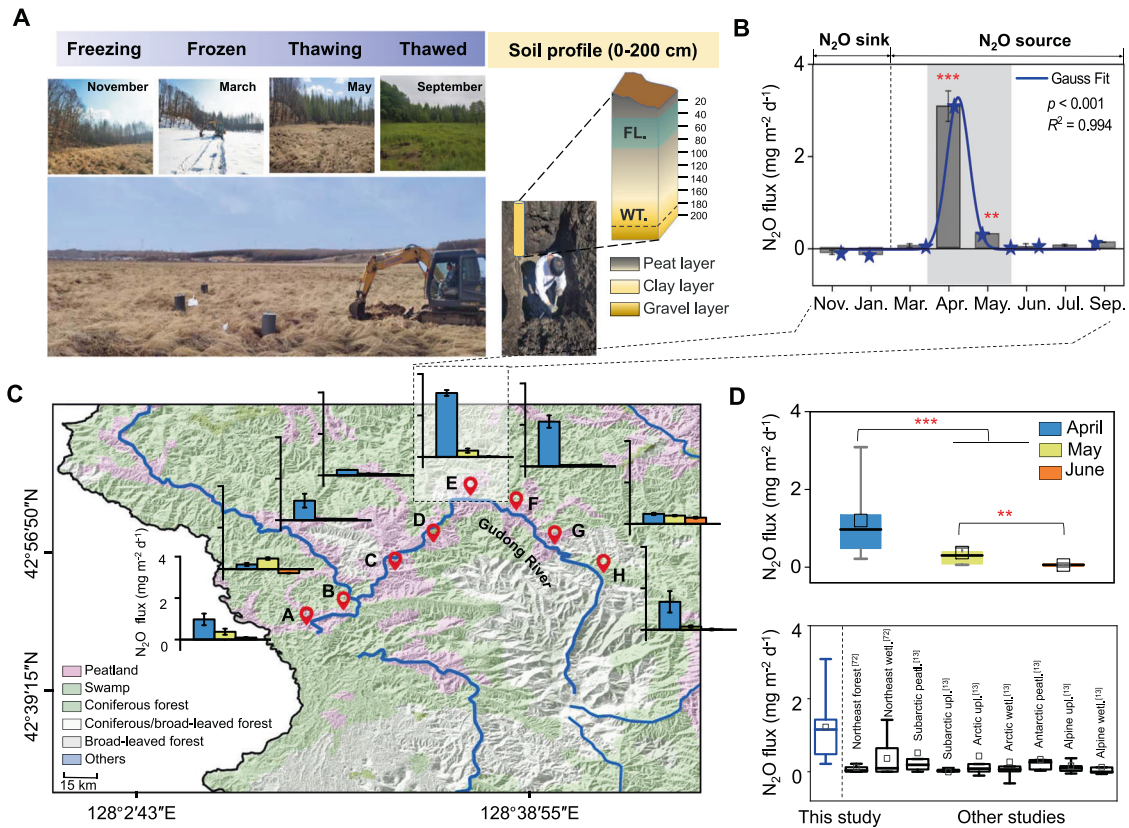 A
Freezing
Frozen
Thawing
Thawed
Soil profile (0-200 cm)
November
March
May
September
20
40
60
80
100
120
140
160
180
200
FL.
WT.
Peat layer
Clay layer
Gravel layer
B
N2O sink
N2O source
N2O flux (mg m-2 d-1)
4
2
0
***
**
Gauss Fit
p < 0.001
R2 = 0.994
Nov.
Jan.
Mar.
Apr.
May.
Jun.
Jul.
Sep.
C
42°56′50″N
42°39′15″N
128°2′43″E
128°38′55″E
N2O flux (mg m-2 d-1)
4
2
0
A
B
C
D
E
F
G
H
Gudong River
Peatland
Swamp
Coniferous forest
Coniferous/broad-leaved forest
Broad-leaved forest
Others
15 km
D
N2O flux (mg m-2 d-1)
4
2
0
***
**
April
May
June
N2O flux (mg m-2 d-1)
4
2
0
Northeast forest[72]
Northeast wetl.[72]
Subarctic peatl.[13]
Subarctic upl.[13]
Arctic upl.[13]
Arctic wetl.[13]
Antarctic peatl.[13]
Alpine upl.[13]
Alpine wetl.[13]
This study
Other studies